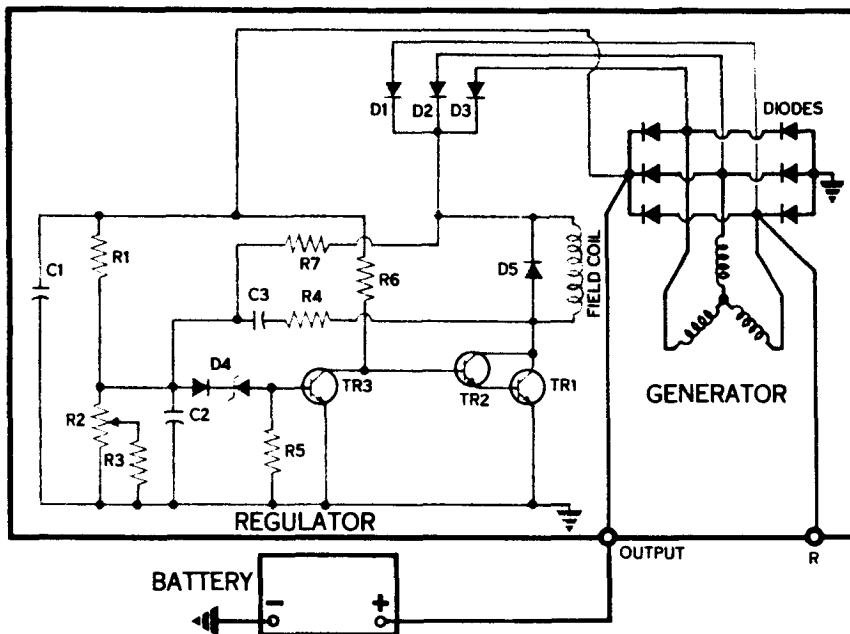 D1 D2 D3
DIODES
C1
R1
R7
R6
D5
FIELD COIL
C3 R4
D4
TR3
TR2
TR1
GENERATOR
R2
C2
R3
R5
REGULATOR
OUTPUT
R
BATTERY
- +